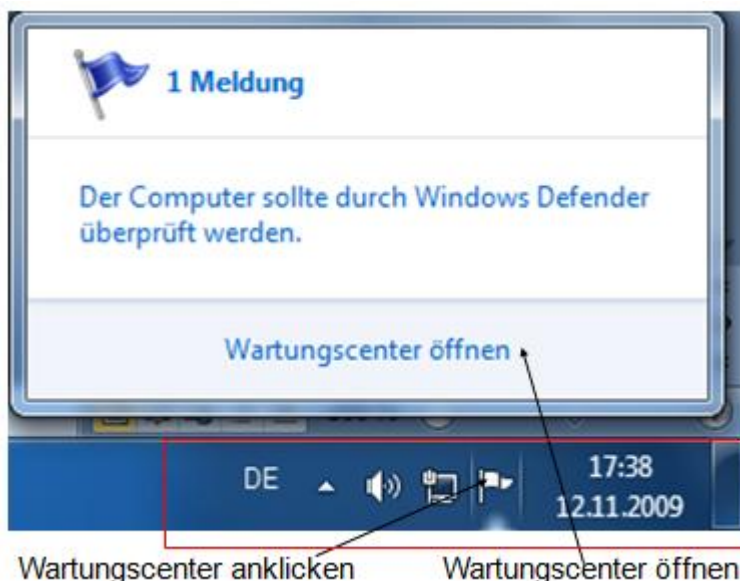 1 Meldung
Der Computer sollte durch Windows Defender
überprüft werden.
Wartungscenter öffnen
DE
17:38
12.11.2009
Wartungscenter anklicken
Wartungscenter öffnen